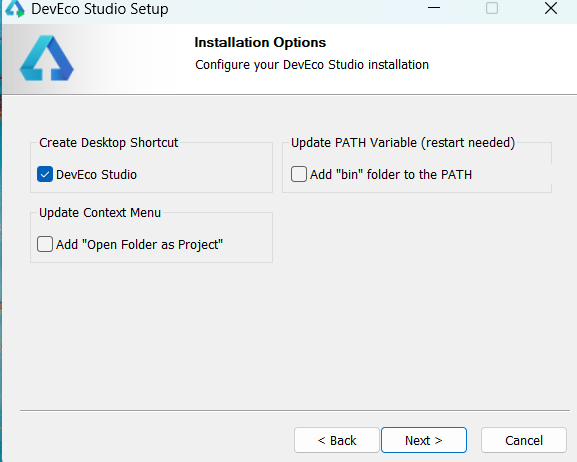 DevEco Studio Setup
Installation Options
Configure your DevEco Studio installation
Create Desktop Shortcut
DevEco Studio
Update PATH Variable (restart needed)
Add "bin" folder to the PATH
Update Context Menu
Add "Open Folder as Project"
< Back
Next >
Cancel